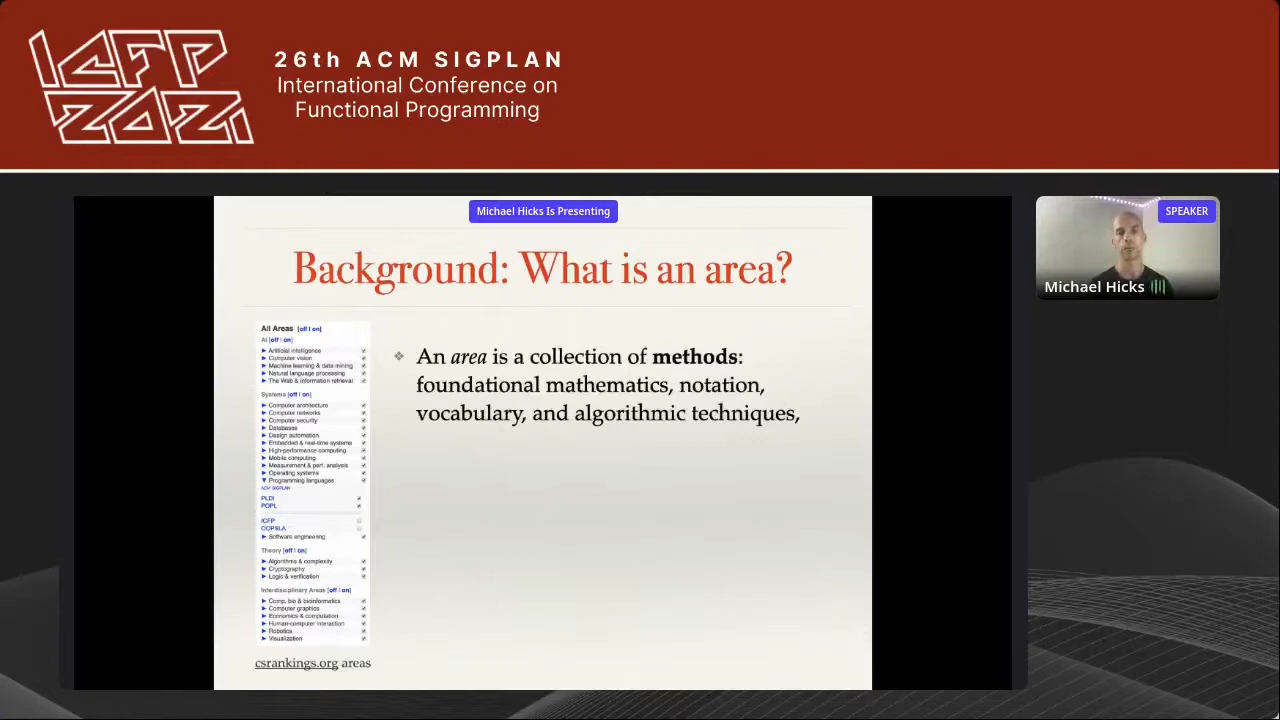 ICFP
2021
26th ACM SIGPLAN
International Conference on
Functional Programming
Michael Hicks Is Presenting
SPEAKER
Michael Hicks
Background: What is an area?
All Areas [off | on]
AI [off | on]
Artificial intelligence
Computer vision
Machine learning & data mining
Natural language processing
The Web & information retrieval
Systems [off | on]
Computer architecture
Computer networks
Computer security
Databases
Design automation
Embedded & real-time systems
High-performance computing
Mobile computing
Measurement & perf. analysis
Operating systems
Programming languages
ACM SIGPLAN
PLDI
POPL
ICFP
OOPSLA
Software engineering
Theory [off | on]
Algorithms & complexity
Cryptography
Logic & verification
Interdisciplinary Areas [off | on]
Comp. bio & bioinformatics
Computer graphics
Economics & computation
Human-computer interaction
Robotics
Visualization
csrankings.org areas
An area is a collection of methods:
foundational mathematics, notation,
vocabulary, and algorithmic techniques,